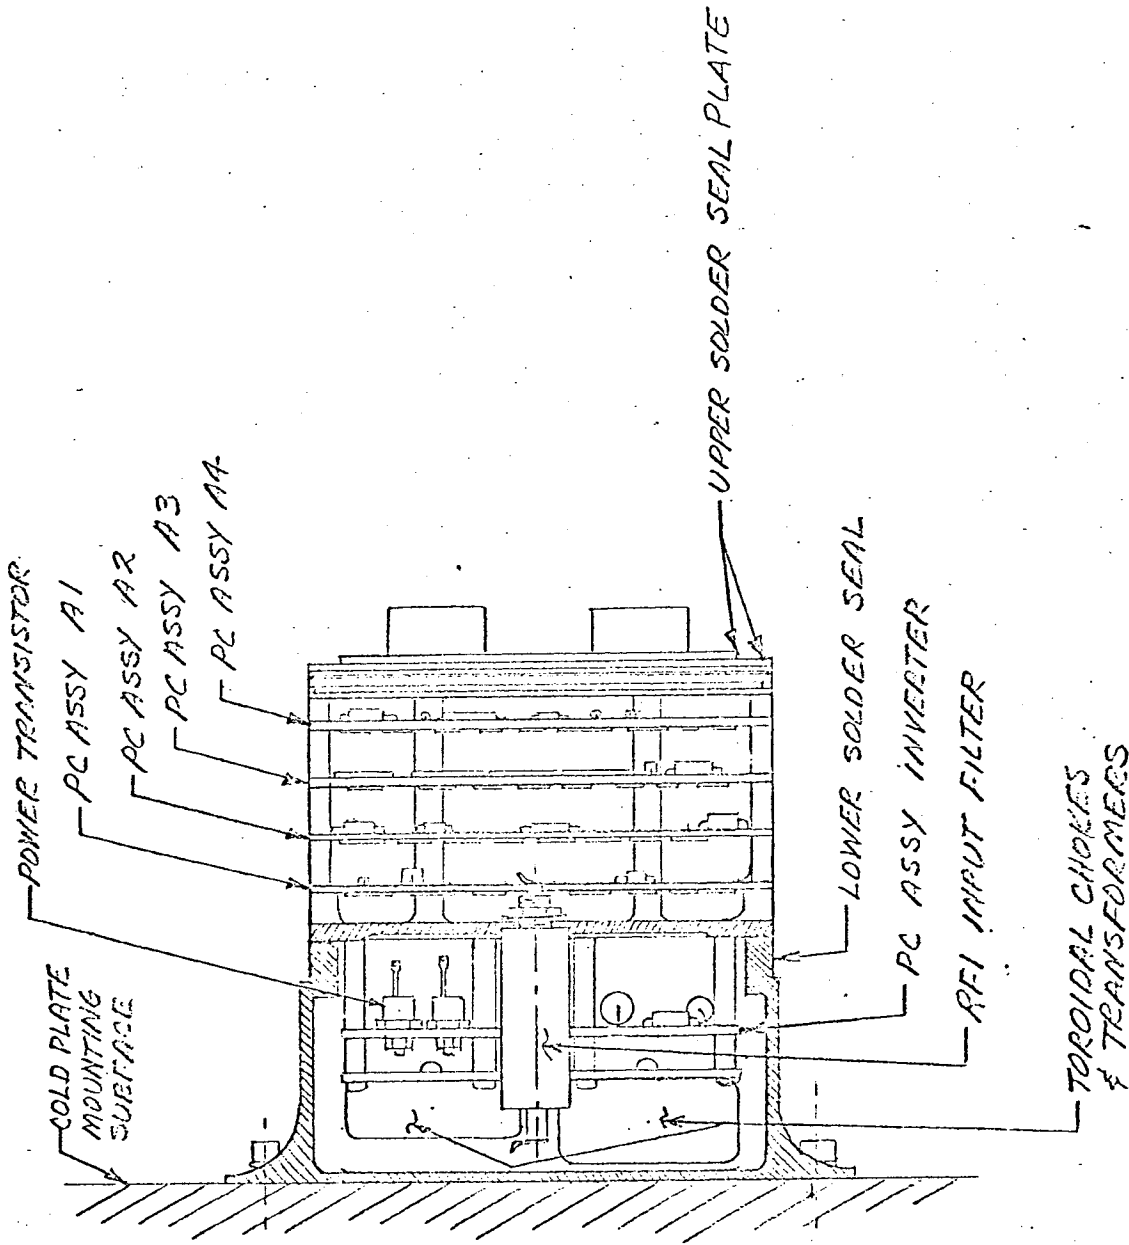 COLD PLATE
MOUNTING
SURFACE
POWER TRANSISTOR
PC ASSY A1
PC ASSY A2
PC ASSY A3
PC ASSY A4
UPPER SOLDER SEAL PLATE
LOWER SOLDER SEAL
PC ASSY INVERTER
RFI INPUT FILTER
TOROIDAL CHOKES
& TRANSFORMERS